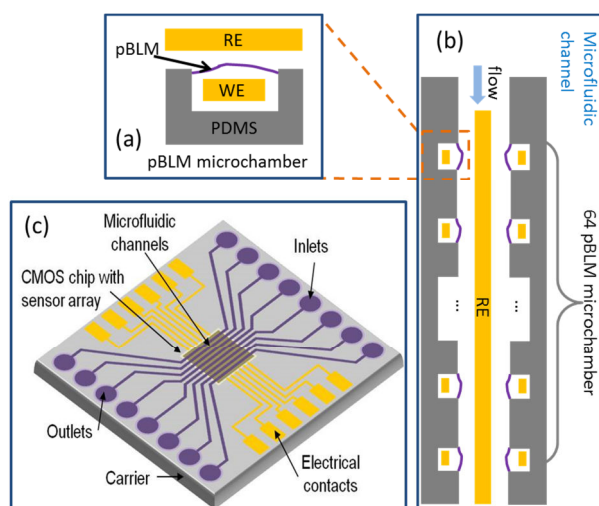 RE
pBLM
WE
(a)
PDMS
pBLM microchamber
(b)
Microfluidic
channel
flow
RE
...
...
64 pBLM microchamber
(c)
Microfluidic
channels
Inlets
CMOS chip with
sensor array
Outlets
Carrier
Electrical
contacts